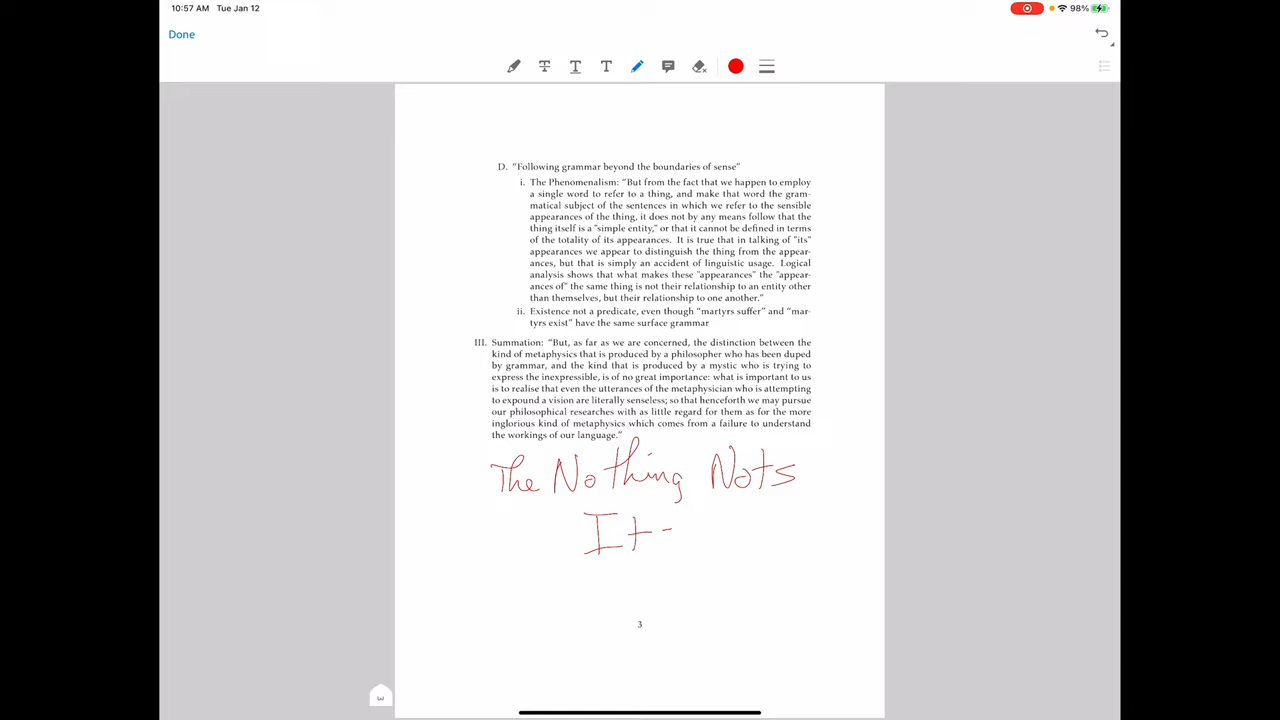 10:57 AM Tue Jan 12
98%
Done
D. “Following grammar beyond the boundaries of sense”
i. The Phenomenalism: “But from the fact that we happen to employ
a single word to refer to a thing, and make that word the gram-
matical subject of the sentences in which we refer to the sensible
appearances of the thing, it does not by any means follow that the
thing itself is a "simple entity," or that it cannot be defined in terms
of the totality of its appearances. It is true that in talking of "its"
appearances we appear to distinguish the thing from the appear-
ances, but that is simply an accident of linguistic usage. Logical
analysis shows that what makes these "appearances" the "appear-
ances of" the same thing is not their relationship to an entity other
than themselves, but their relationship to one another.”
ii. Existence not a predicate, even though “martyrs suffer” and “mar-
tyrs exist” have the same surface grammar
III. Summation: “But, as far as we are concerned, the distinction between the
kind of metaphysics that is produced by a philosopher who has been duped
by grammar, and the kind that is produced by a mystic who is trying to
express the inexpressible, is of no great importance: what is important to us
is to realise that even the utterances of the metaphysician who is attempting
to expound a vision are literally senseless; so that henceforth we may pursue
our philosophical researches with as little regard for them as for the more
inglorious kind of metaphysics which comes from a failure to understand
the workings of our language.”
The Nothing Nots
It -
3
3